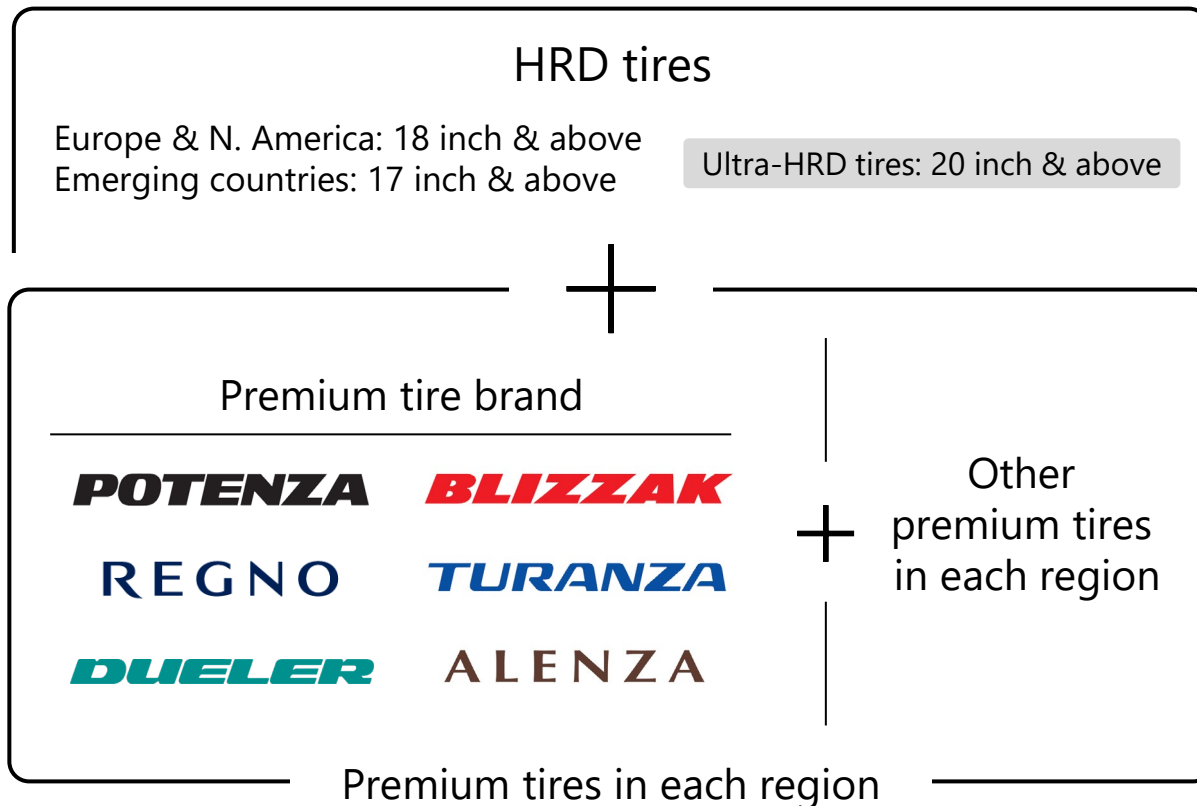 HRD tires
Europe & N. America: 18 inch & above
Emerging countries: 17 inch & above
Ultra-HRD tires: 20 inch & above
Premium tire brand
POTENZA
BLIZZAK
REGNO
TURANZA
DUELER
ALENZA
Other
premium tires
in each region
Premium tires in each region